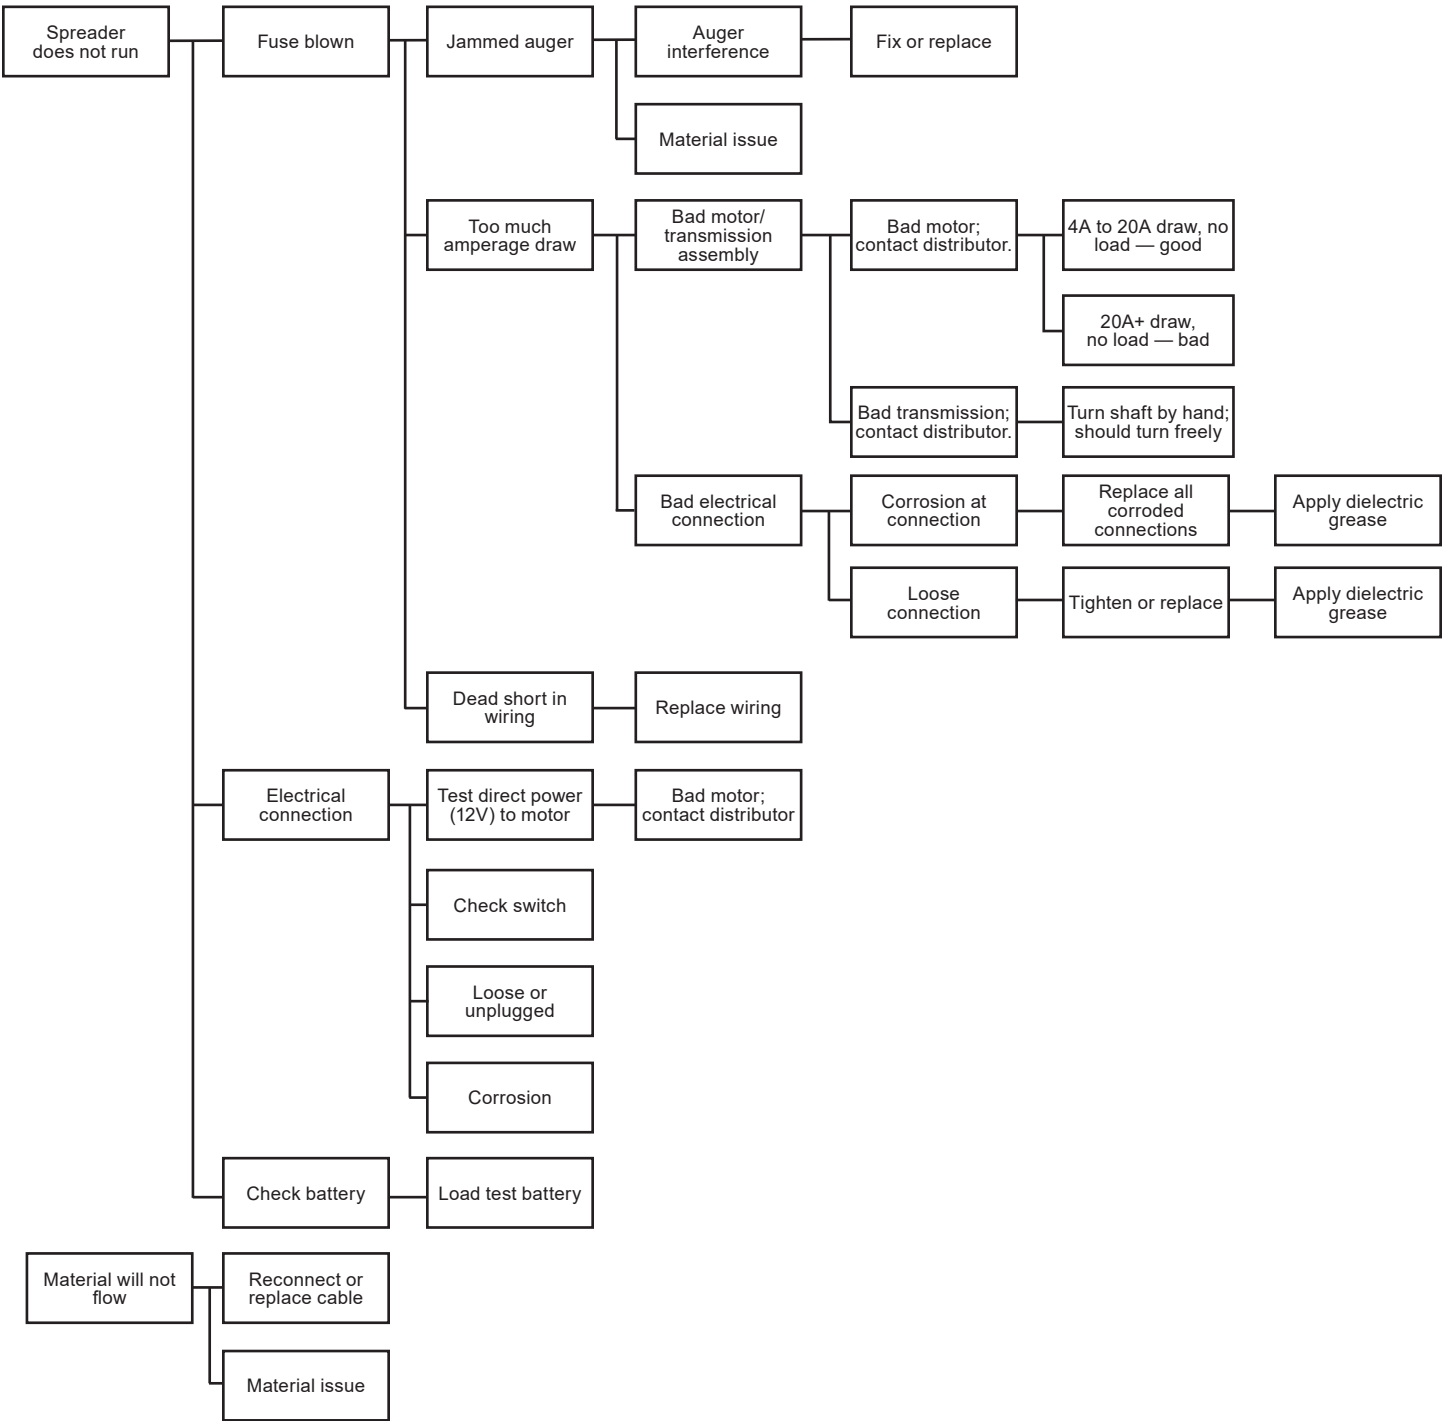 Spreader
does not run
Fuse blown
Jammed auger
Auger
interference
Fix or replace
Material issue
Too much
amperage draw
Bad motor/
transmission
assembly
Bad motor;
contact distributor.
4A to 20A draw, no
load — good
20A+ draw,
no load — bad
Bad transmission;
contact distributor.
Turn shaft by hand;
should turn freely
Bad electrical
connection
Corrosion at
connection
Replace all
corroded
connections
Apply dielectric
grease
Loose
connection
Tighten or replace
Apply dielectric
grease
Dead short in
wiring
Replace wiring
Electrical
connection
Test direct power
(12V) to motor
Bad motor;
contact distributor
Check switch
Loose or
unplugged
Corrosion
Check battery
Load test battery
Material will not
flow
Reconnect or
replace cable
Material issue